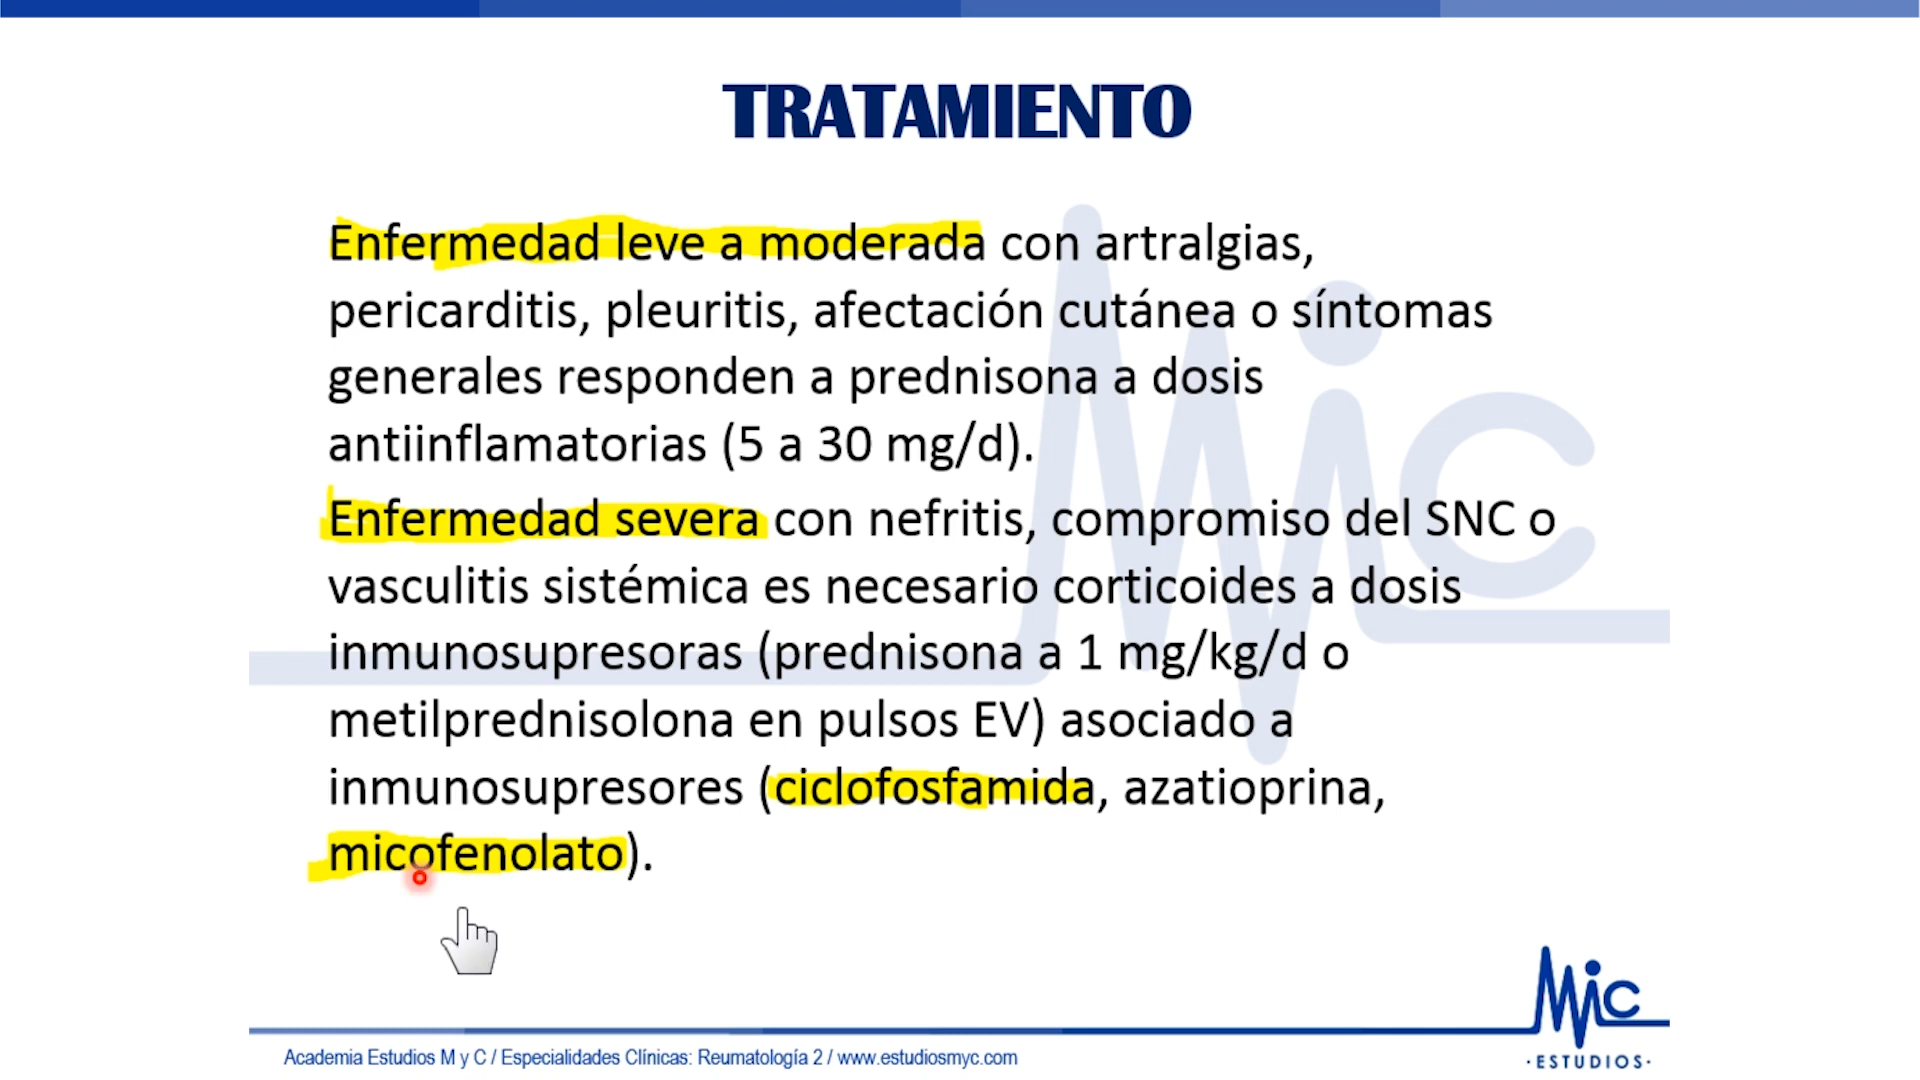 TRATAMIENTO
Enfermedad leve a moderada con artralgias,
pericarditis, pleuritis, afectación cutánea o síntomas
generales responden a prednisona a dosis
antiinflamatorias (5 a 30 mg/d).
Enfermedad severa con nefritis, compromiso del SNC o
vasculitis sistémica es necesario corticoides a dosis
inmunosupresoras (prednisona a 1 mg/kg/d o
metilprednisolona en pulsos EV) asociado a
inmunosupresores (ciclofosfamida, azatioprina,
micofenolato).
MiC
MiC
·ESTUDIOS·
Academia Estudios M y C / Especialidades Clínicas: Reumatología 2 / www.estudiosmyc.com